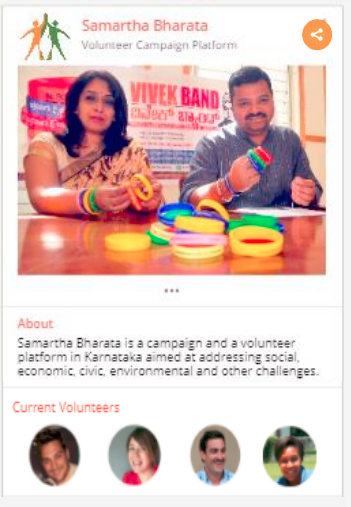 Samartha Bharata
Volunteer Campaign Platform
VIVEK BAND
ವಿವೇಕ್ ಬ್ಯಾಂಡ್
About
Samartha Bharata is a campaign and a volunteer
platform in Karnataka aimed at addressing social,
economic, civic, environmental and other challenges.
Current Volunteers